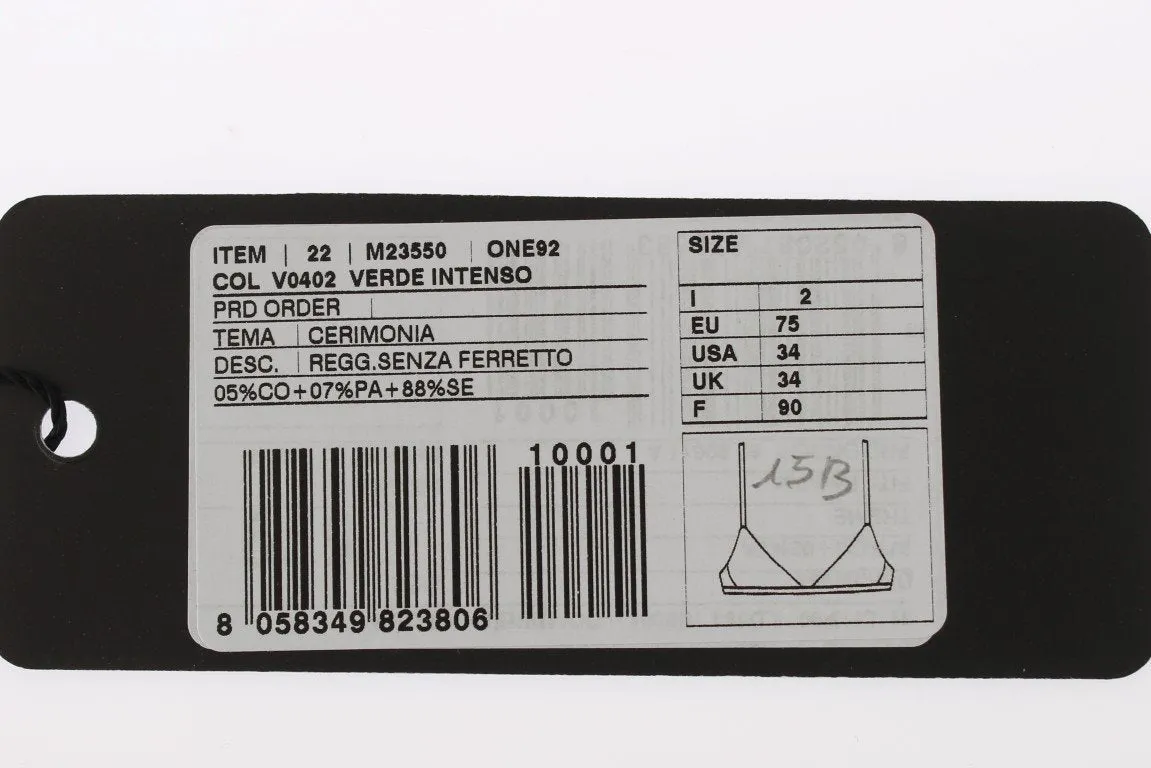 ITEM | 22 | M23550 | ONE92
COL V0402 VERDE INTENSO
PRD ORDER |
TEMA | CERIMONIA
DESC. | REGG.SENZA FERRETTO
05%CO+07%PA+88%SE
10001
8 058349 823806
SIZE
I 2
EU 75
USA 34
UK 34
F 90
15B